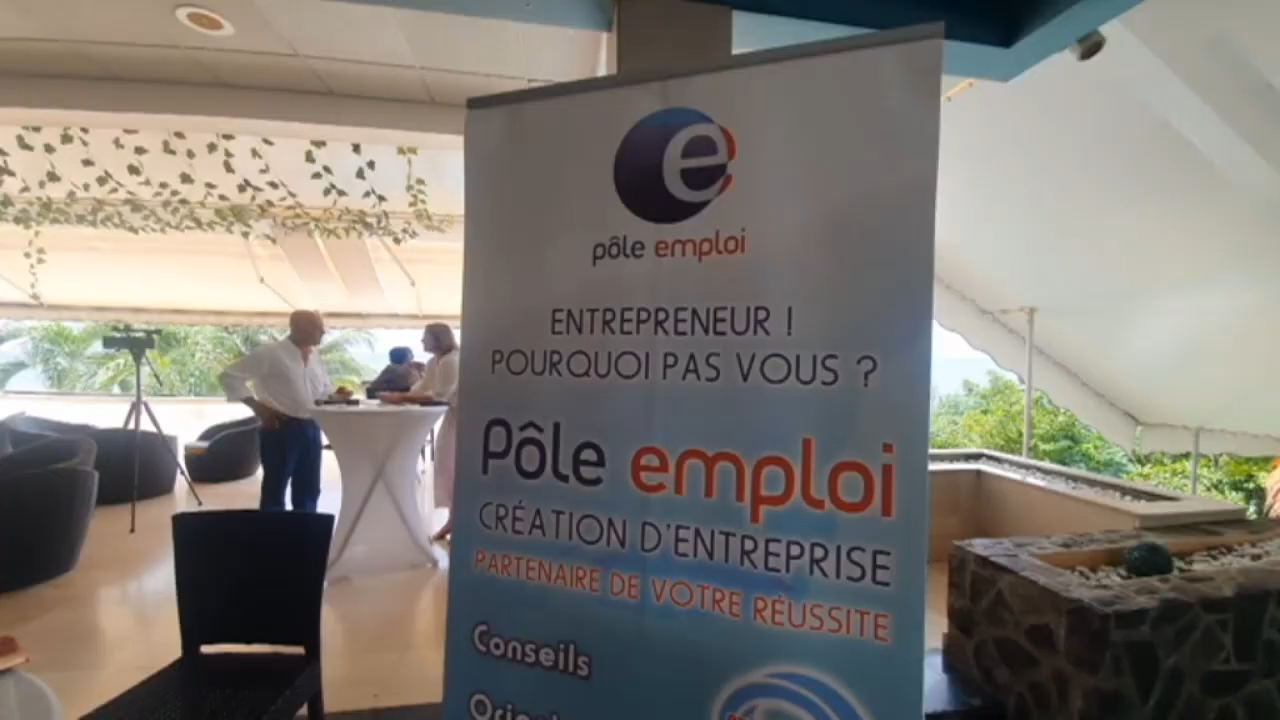 e
pôle emploi
ENTREPRENEUR !
POURQUOI PAS VOUS ?
Pôle emploi
CRÉATION D'ENTREPRISE
PARTENAIRE DE VOTRE RÉUSSITE
Conseils